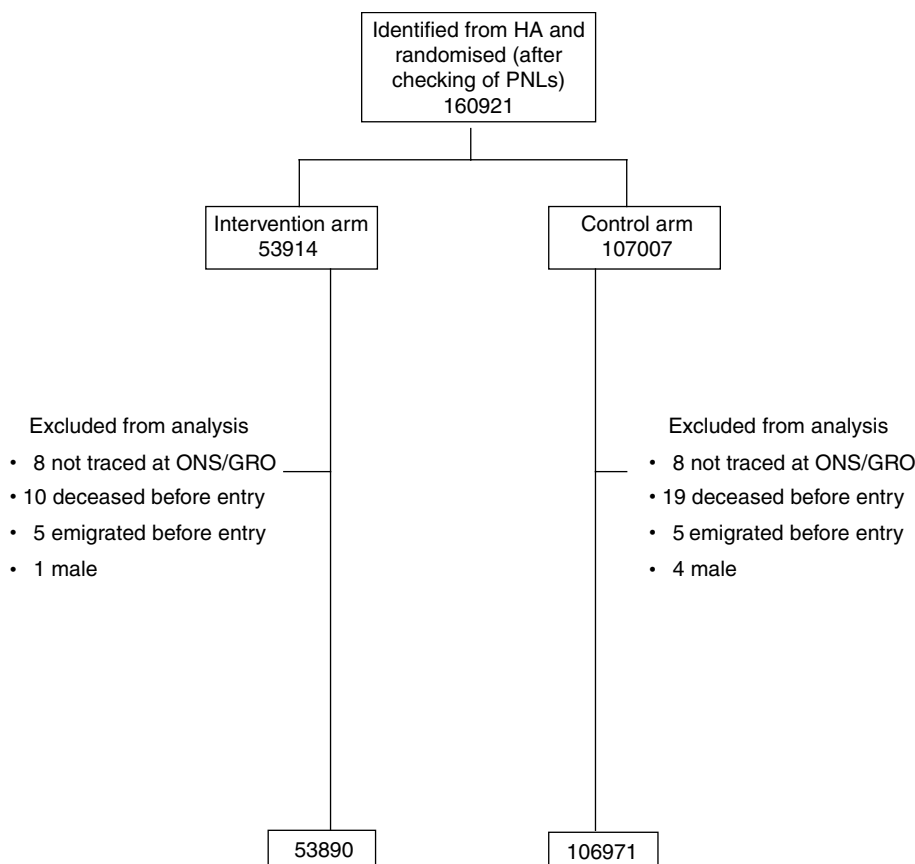 Identified from HA and
randomised (after
checking of PNLs)
160921
Intervention arm
53914
Control arm
107007
Excluded from analysis
• 8 not traced at ONS/GRO
• 10 deceased before entry
• 5 emigrated before entry
• 1 male
Excluded from analysis
• 8 not traced at ONS/GRO
• 19 deceased before entry
• 5 emigrated before entry
• 4 male
53890
106971